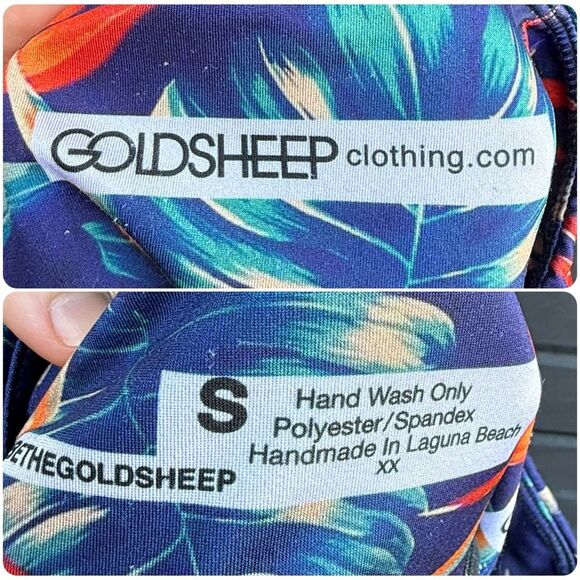 GOLDSHEEP clothing.com
S
Hand Wash Only
Polyester/Spandex
Handmade In Laguna Beach
XX
BETHEGOLDSHEEP